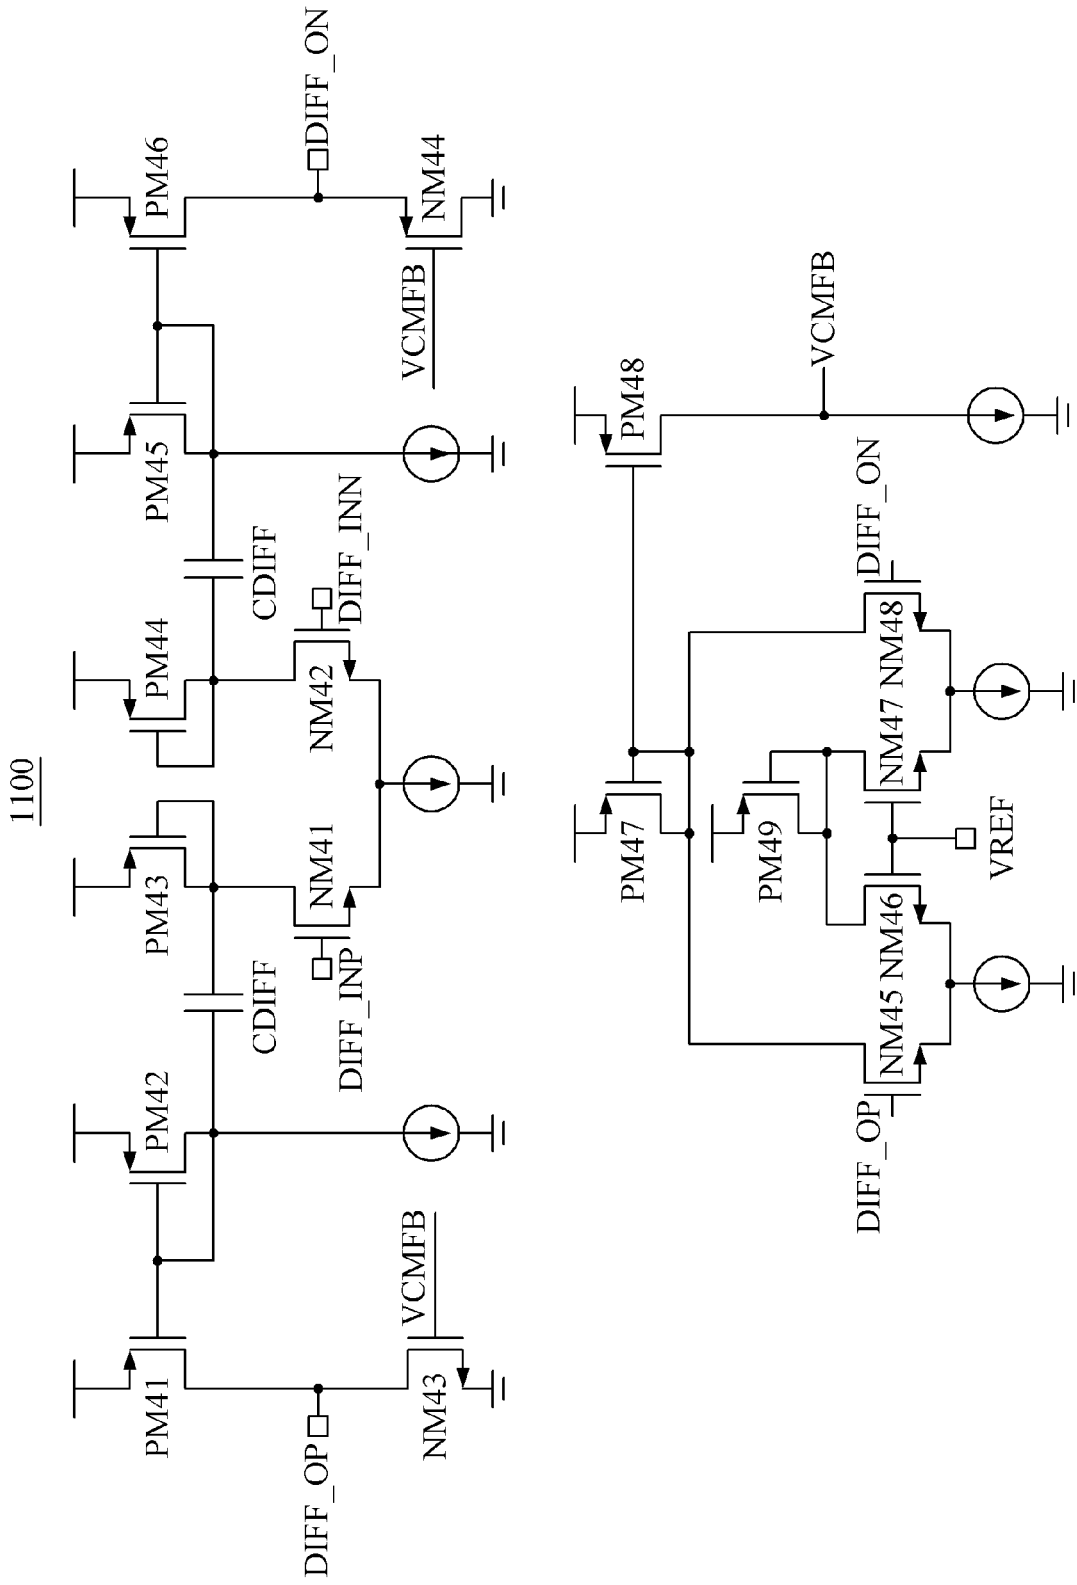 1100
PM41
PM42
PM43
PM44
PM45
PM46
CDIFF
CDIFF
DIFF_OP
DIFF_INP
NM41
NM42
DIFF_INN
DIFF_ON
NM43
VCMFB
VCMFB
NM44
PM47
PM48
PM49
VCMFB
DIFF_OP
NM45
NM46
NM47
NM48
DIFF_ON
VREF